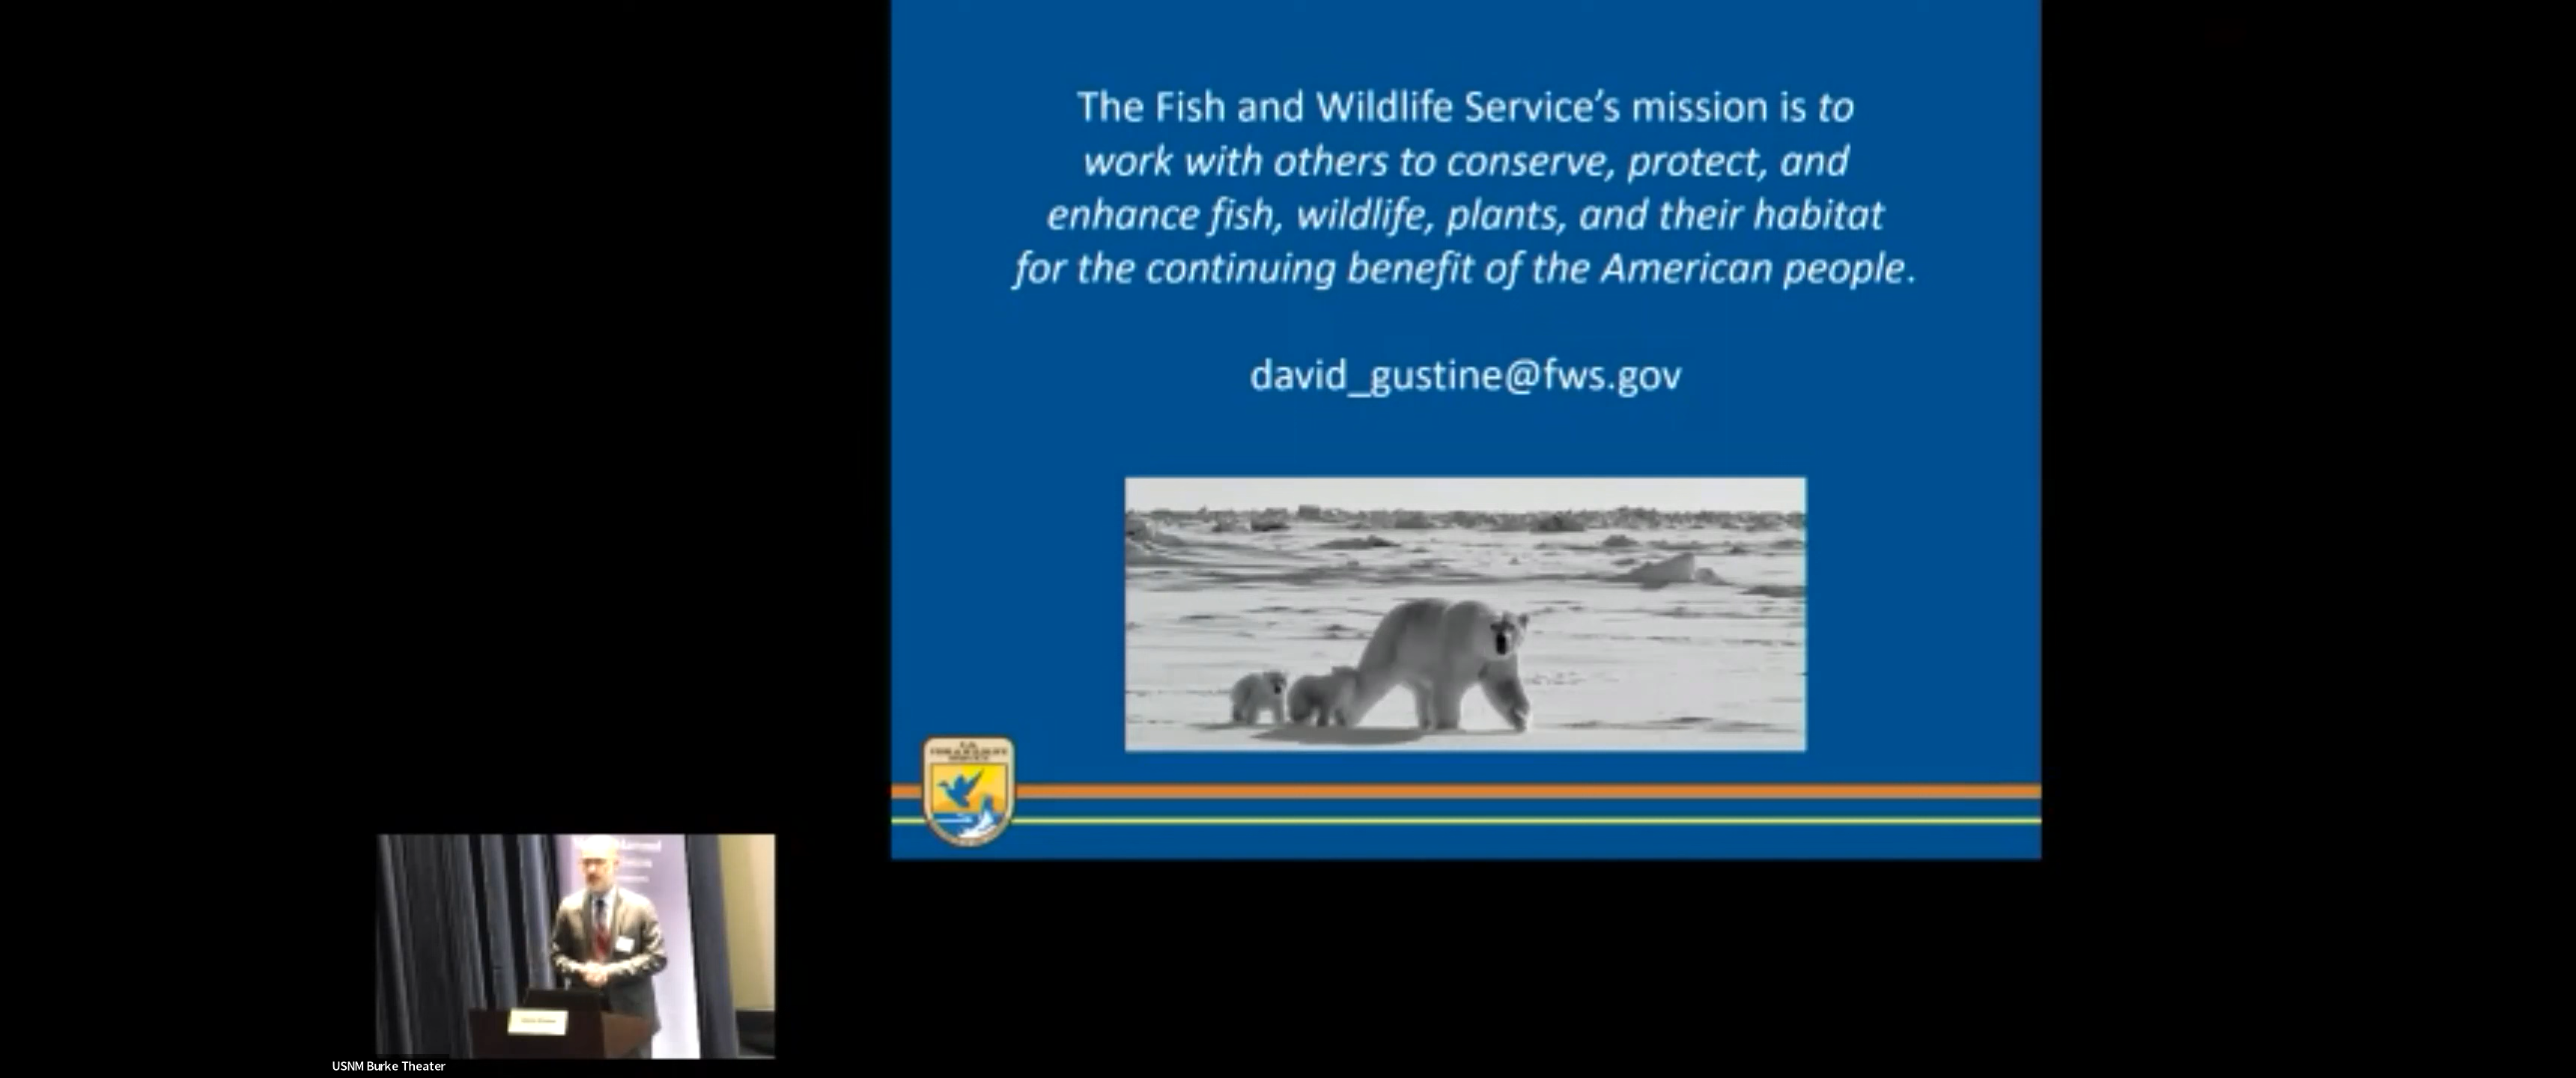 The Fish and Wildlife Service’s mission is to
work with others to conserve, protect, and
enhance fish, wildlife, plants, and their habitat
for the continuing benefit of the American people.
david_gustine@fws.gov
USNM Burke Theater